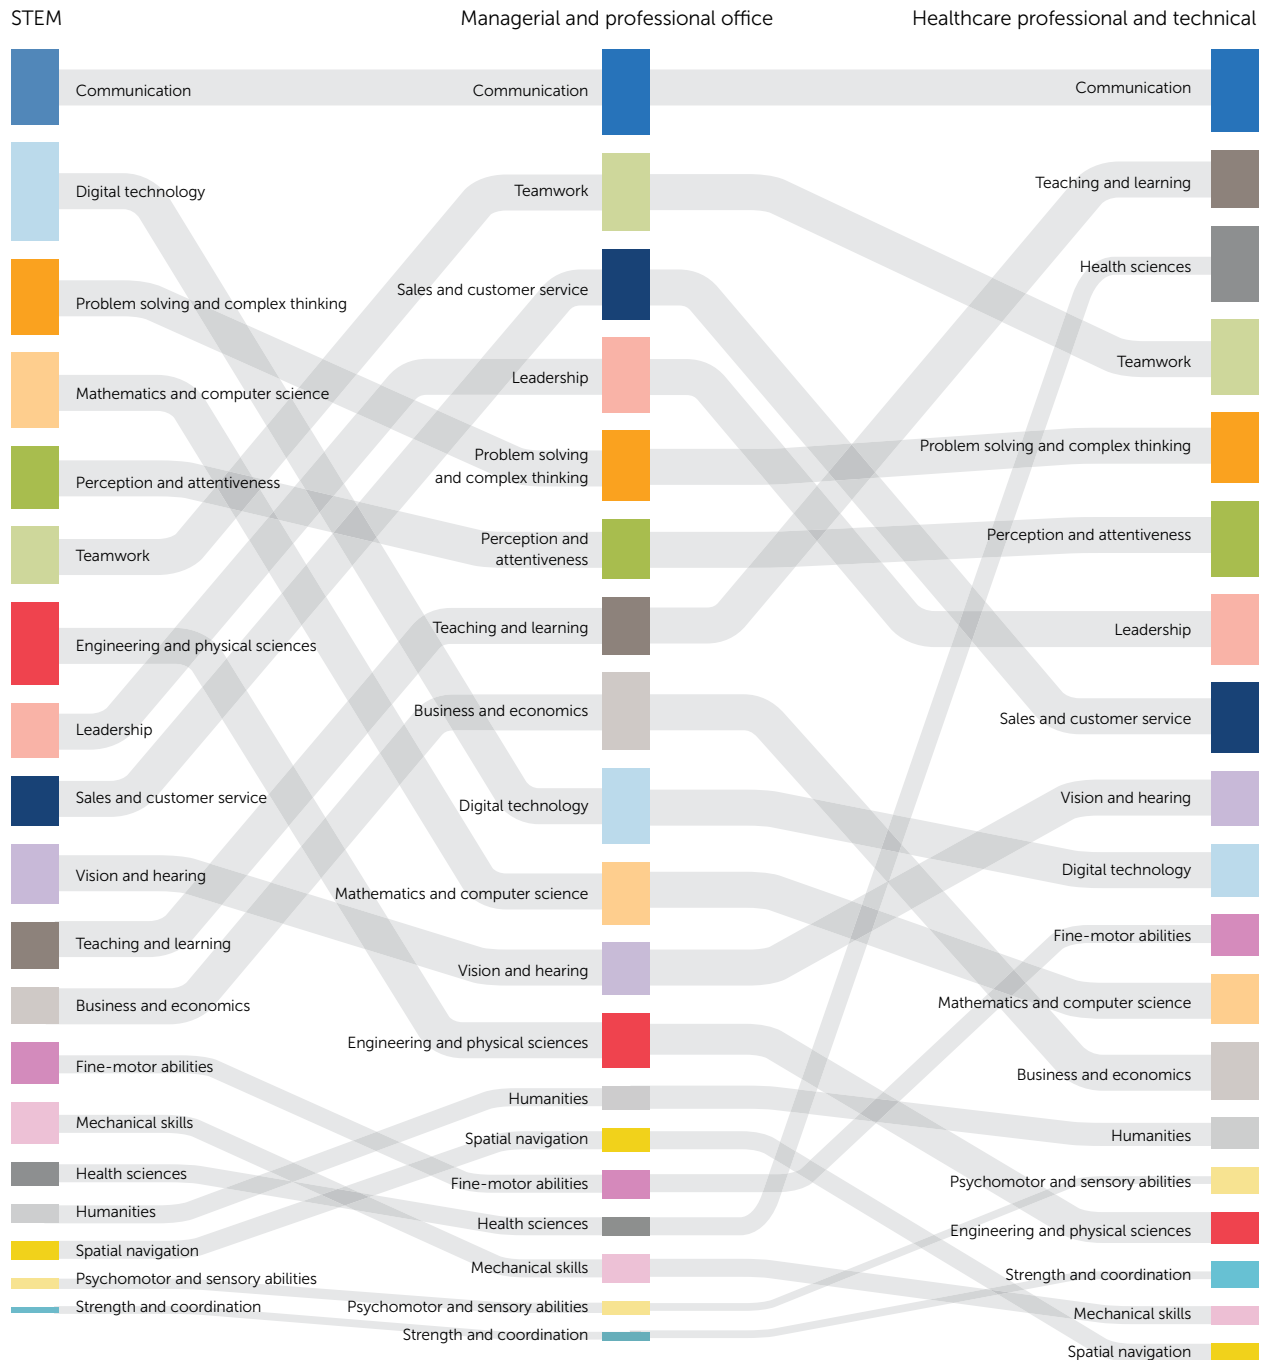 STEM
Communication
Digital technology
Problem solving and complex thinking
Mathematics and computer science
Perception and attentiveness
Teamwork
Engineering and physical sciences
Leadership
Sales and customer service
Vision and hearing
Teaching and learning
Business and economics
Fine-motor abilities
Mechanical skills
Health sciences
Humanities
Spatial navigation
Psychomotor and sensory abilities
Strength and coordination
Managerial and professional office
Communication
Teamwork
Sales and customer service
Leadership
Problem solving
and complex thinking
Perception and
attentiveness
Teaching and learning
Business and economics
Digital technology
Mathematics and computer science
Vision and hearing
Engineering and physical sciences
Humanities
Spatial navigation
Fine-motor abilities
Health sciences
Mechanical skills
Psychomotor and sensory abilities
Strength and coordination
Healthcare professional and technical
Communication
Teaching and learning
Health sciences
Teamwork
Problem solving and complex thinking
Perception and attentiveness
Leadership
Sales and customer service
Vision and hearing
Digital technology
Fine-motor abilities
Mathematics and computer science
Business and economics
Humanities
Psychomotor and sensory abilities
Engineering and physical sciences
Strength and coordination
Mechanical skills
Spatial navigation